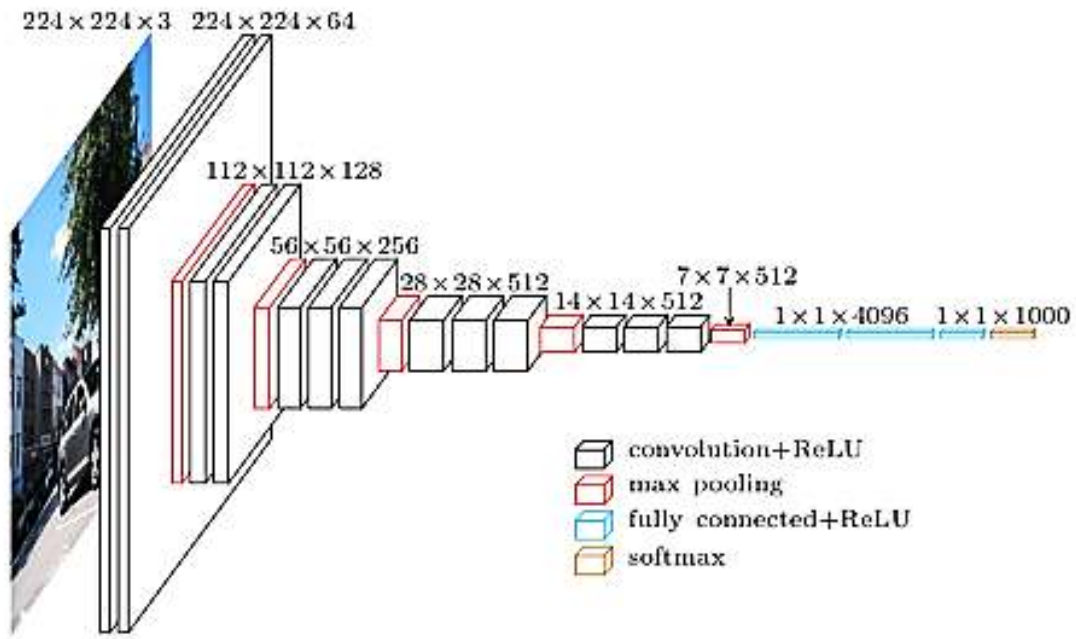 224 × 224 × 3
224 × 224 × 64
112 × 112 × 128
56 × 56 × 256
28 × 28 × 512
14 × 14 × 512
7 × 7 × 512
1 × 1 × 4096
1 × 1 × 1000
convolution+ReLU
max pooling
fully connected+ReLU
softmax